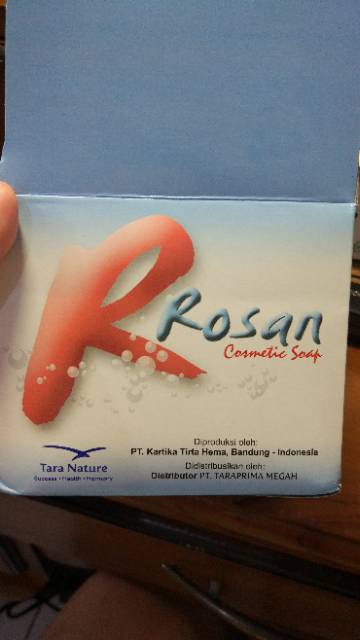 R
Rosan
Cosmetic Soap
Diproduksi oleh:
PT. Kartika Tirta Hema, Bandung - Indonesia
Didistribusikan oleh:
Distributor PT. TARAPRIMA MEGAH
Tara Nature
Success • Health • Harmony